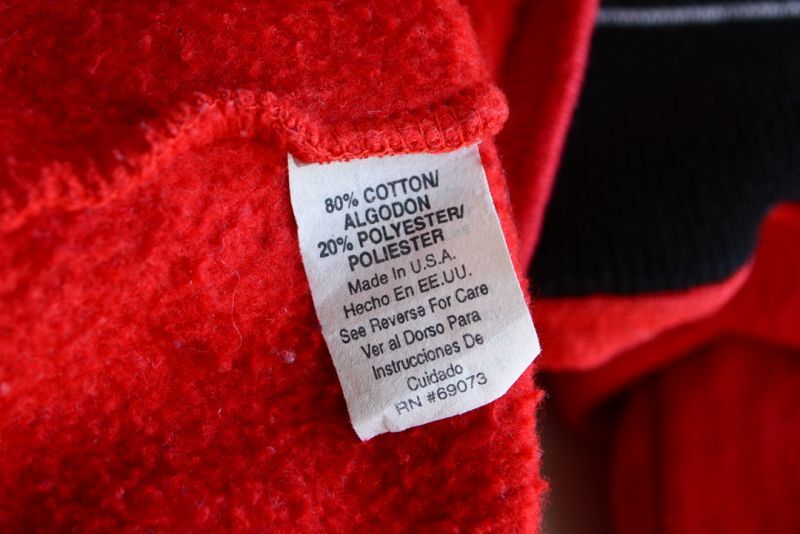 80% COTTON/
ALGODON
20% POLYESTER/
POLIESTER
Made In U.S.A.
Hecho En EE.UU.
See Reverse For Care
Ver al Dorso Para
Instrucciones De
Cuidado
RN #69073